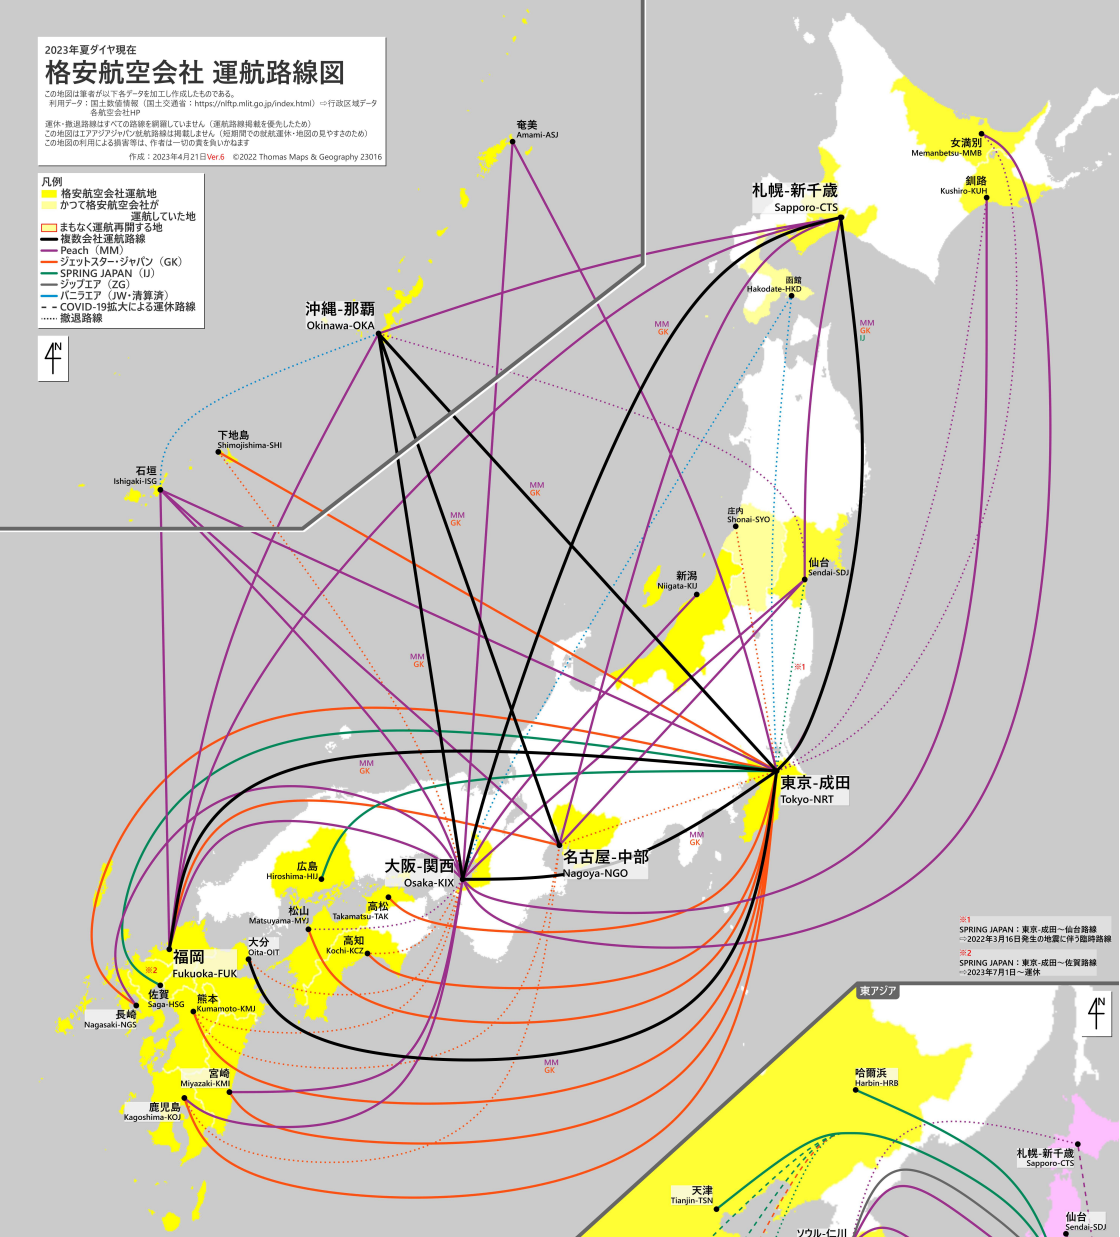 2023年夏ダイヤ現在
格安航空会社 運航路線図
この地図は筆者が以下各データを加工し作成したものである。
利用データ：国土数値情報（国土交通省：https://nlftp.mlit.go.jp/index.html）⇨行政区域データ
各航空会社HP
運休・撤退路線はすべての路線を網羅していません（運航路線掲載を優先したため）
この地図はエアアジアジャパン就航路線は掲載しません（短期間での就航運休・地図の見やすさのため）
この地図の利用による損害等は、作者は一切の責を負いかねます
作成：2023年4月21日Ver.6 ©2022 Thomas Maps & Geography 23016
凡例
格安航空会社運航地
かつて格安航空会社が
運航していた地
まもなく運航再開する地
複数会社運航路線
Peach（MM）
ジェットスター・ジャパン（GK）
SPRING JAPAN（IJ）
ジップエア（ZG）
バニラエア（JW・清算済）
COVID-19拡大による運休路線
撤退路線
N
奄美
Amami-ASJ
女満別
Memanbetsu-MMB
釧路
Kushiro-KUH
札幌-新千歳
Sapporo-CTS
函館
Hakodate-HKD
沖縄-那覇
Okinawa-OKA
MM
GK
MM
GK
IJ
下地島
Shimojishima-SHI
石垣
Ishigaki-ISG
MM
GK
MM
GK
庄内
Shonai-SYO
仙台
Sendai-SDJ
新潟
Niigata-KIJ
MM
GK
※1
MM
GK
東京-成田
Tokyo-NRT
MM
GK
名古屋-中部
Nagoya-NGO
大阪-関西
Osaka-KIX
広島
Hiroshima-HIJ
高松
Takamatsu-TAK
松山
Matsuyama-MYJ
高知
Kochi-KCZ
大分
Oita-OIT
福岡
Fukuoka-FUK
※2
佐賀
Saga-HSG
熊本
Kumamoto-KMJ
長崎
Nagasaki-NGS
宮崎
Miyazaki-KMI
鹿児島
Kagoshima-KOJ
MM
GK
※1
SPRING JAPAN：東京-成田～仙台路線
⇨2022年3月16日発生の地震に伴う臨時路線
※2
SPRING JAPAN：東京-成田～佐賀路線
⇨2023年7月1日～運休
東アジア
N
哈爾浜
Harbin-HRB
札幌-新千歳
Sapporo-CTS
天津
Tianjin-TSN
仙台
Sendai-SDJ
ソウル-仁川